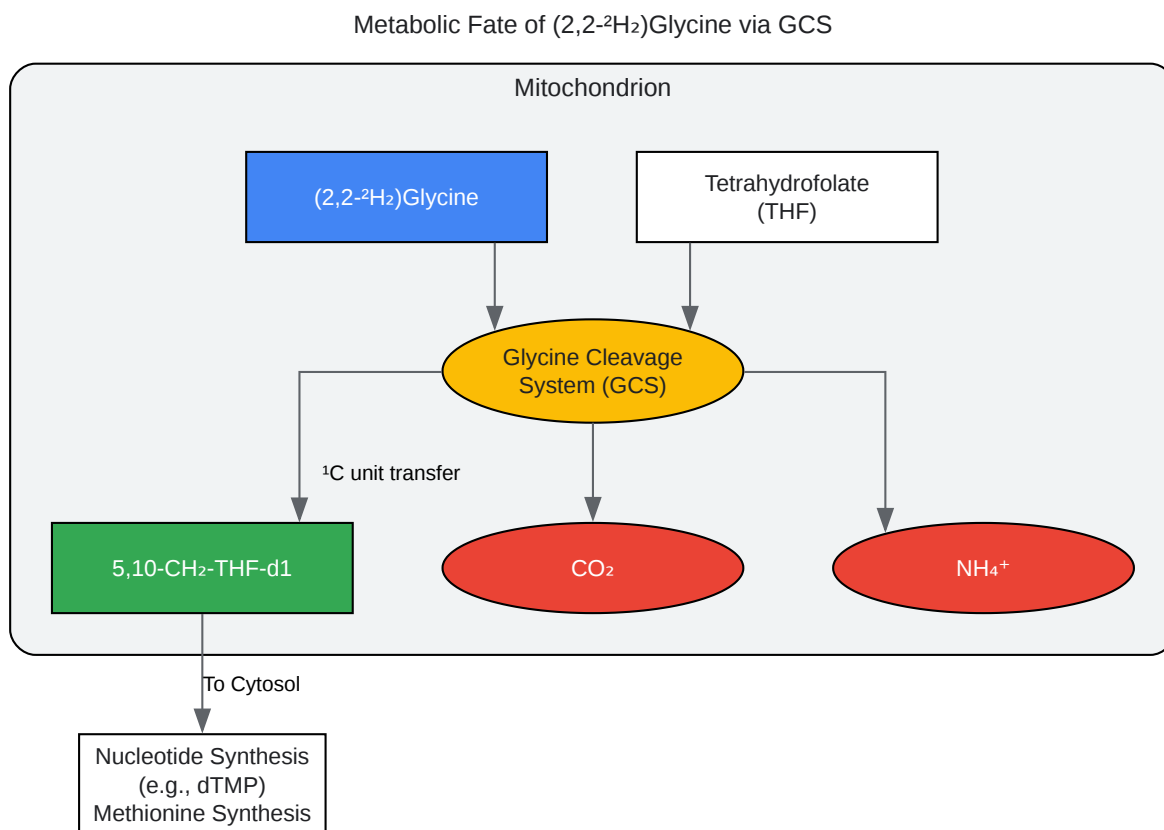 Metabolic Fate of (2,2-²H₂)Glycine via GCS
Mitochondrion
(2,2-²H₂)Glycine
Tetrahydrofolate
(THF)
Glycine Cleavage
System (GCS)
¹C unit transfer
5,10-CH₂-THF-d1
CO₂
NH₄⁺
To Cytosol
Nucleotide Synthesis
(e.g., dTMP)
Methionine Synthesis